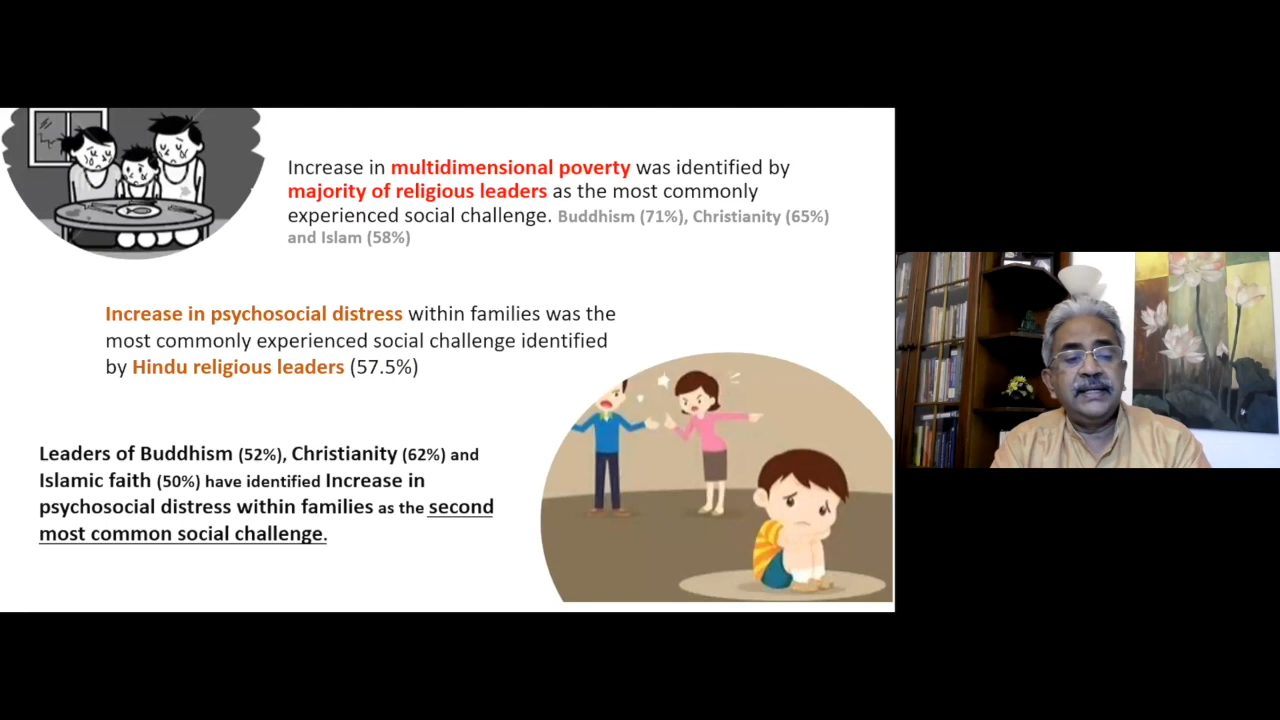 Increase in multidimensional poverty was identified by
majority of religious leaders as the most commonly
experienced social challenge. Buddhism (71%), Christianity (65%)
and Islam (58%)
Increase in psychosocial distress within families was the
most commonly experienced social challenge identified
by Hindu religious leaders (57.5%)
Leaders of Buddhism (52%), Christianity (62%) and
Islamic faith (50%) have identified Increase in
psychosocial distress within families as the second
most common social challenge.